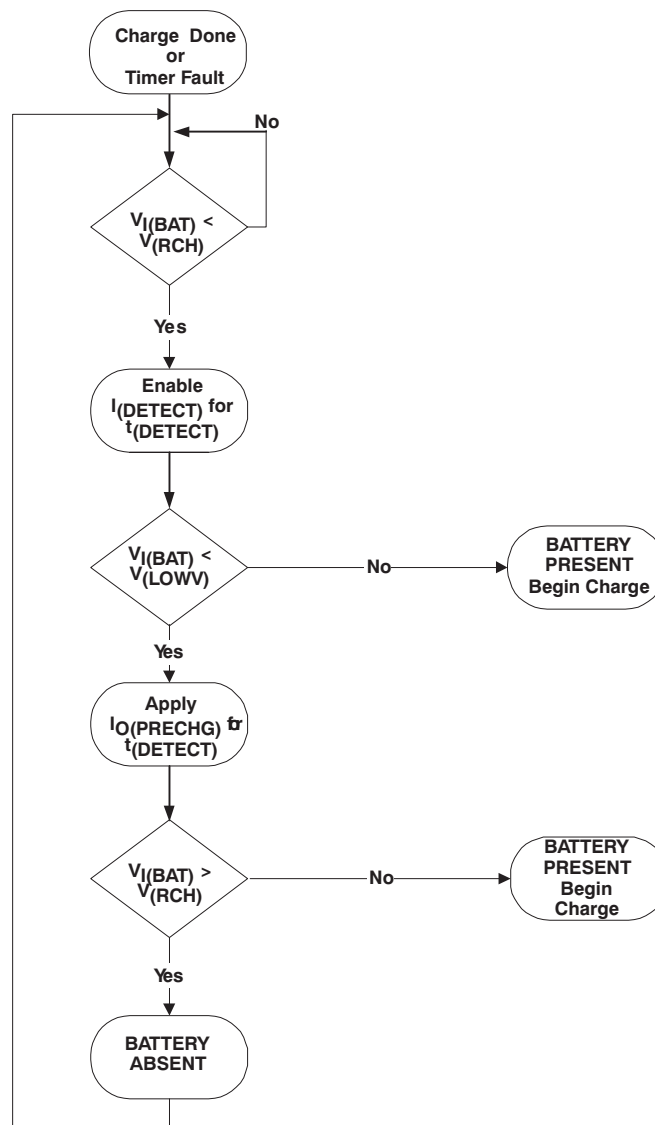 Charge Done
or
Timer Fault
No
VI(BAT) <
V(RCH)
Yes
Enable
I(DETECT) for
t(DETECT)
VI(BAT) <
V(LOWV)
No
BATTERY
PRESENT
Begin Charge
Yes
Apply
IO(PRECHG) for
t(DETECT)
VI(BAT) >
V(RCH)
No
BATTERY
PRESENT
Begin
Charge
Yes
BATTERY
ABSENT